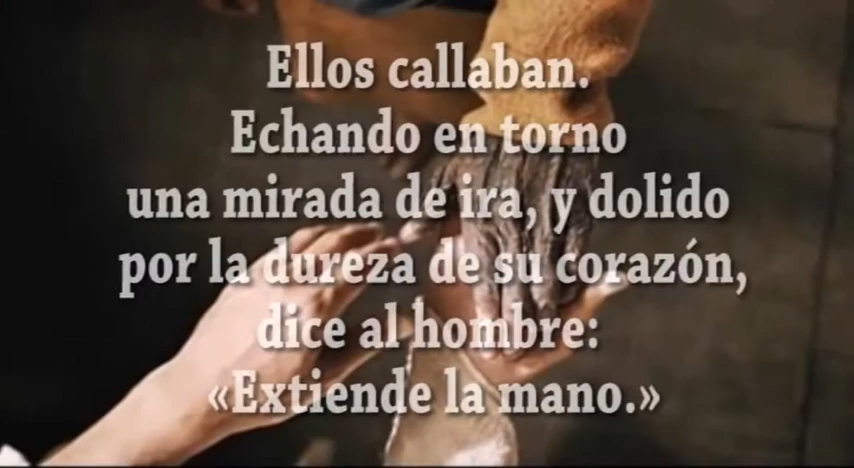 Ellos callaban.
Echando en torno
una mirada de ira, y dolido
por la dureza de su corazón,
dice al hombre:
«Extiende la mano.»